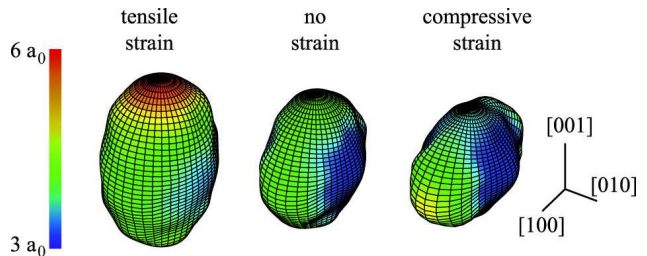 tensile
strain
no
strain
compressive
strain
6 a₀
3 a₀
[001]
[010]
[100]